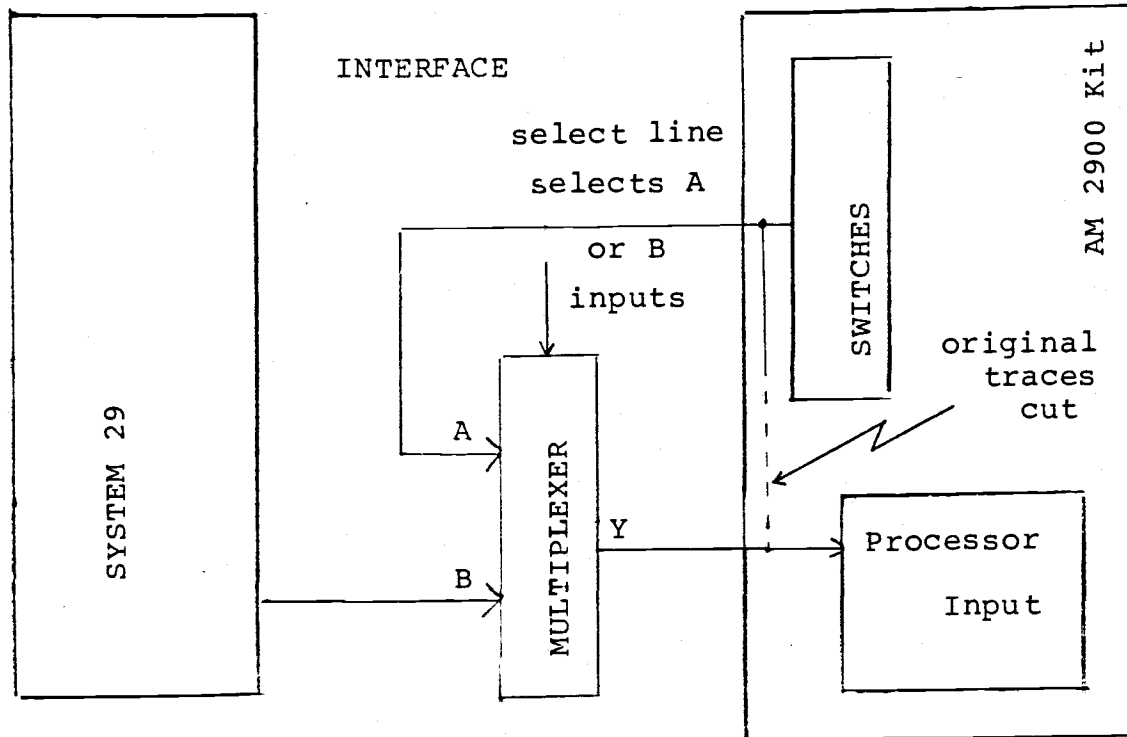 INTERFACE
AM 2900 Kit
select line
selects A
or B
inputs
SWITCHES
original
traces
cut
SYSTEM 29
A
MULTIPLEXER
Y
B
Processor
Input